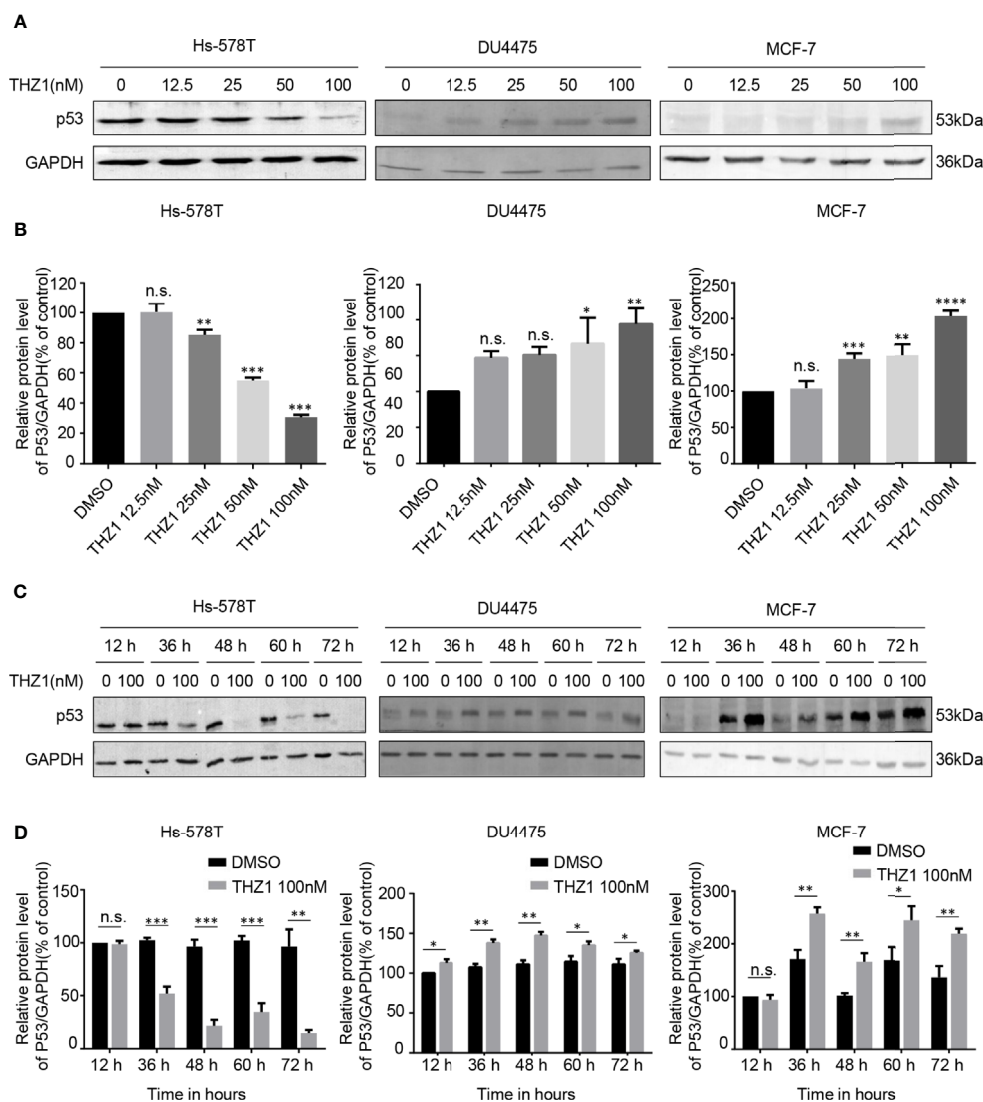 A
Hs-578T DU4475 MCF-7
THZ1(nM) 0 12.5 25 50 100 0 12.5 25 50 100 0 12.5 25 50 100
p53 53kDa
GAPDH 36kDa
Hs-578T DU4475 MCF-7
B
Relative protein level
of P53/GAPDH(% of control)
120
100
80
60
40
20
0
n.s.
**
***
***
DMSO
THZ1 12.5nM
THZ1 25nM
THZ1 50nM
THZ1 100nM
Relative protein level
of P53/GAPDH(% of control)
120
100
80
60
40
20
0
n.s.
n.s.
*
**
DMSO
THZ1 12.5nM
THZ1 25nM
THZ1 50nM
THZ1 100nM
Relative protein level
of P53/GAPDH(% of control)
250
200
150
100
50
0
n.s.
***
**
****
DMSO
THZ1 12.5nM
THZ1 25nM
THZ1 50nM
THZ1 100nM
C
Hs-578T DU4475 MCF-7
12 h 36 h 48 h 60 h 72 h 12 h 36 h 48 h 60 h 72 h 12 h 36 h 48 h 60 h 72 h
THZ1(nM) 0 100 0 100 0 100 0 100 0 100 0 100 0 100 0 100 0 100 0 100 0 100 0 100 0 100 0 100 0 100
p53 53kDa
GAPDH 36kDa
D
Hs-578T
DMSO
THZ1 100nM
Relative protein level
of P53/GAPDH(% of control)
150
100
50
0
n.s. *** *** *** **
12 h 36 h 48 h 60 h 72 h
Time in hours
DU4475
DMSO
THZ1 100nM
Relative protein level
of P53/GAPDH(% of control)
200
150
100
50
0
* ** ** * *
12 h 36 h 48 h 60 h 72 h
Time in hours
MCF-7
DMSO
THZ1 100nM
Relative protein level
of P53/GAPDH(% of control)
300
200
100
0
n.s. ** ** * **
12 h 36 h 48 h 60 h 72 h
Time in hours